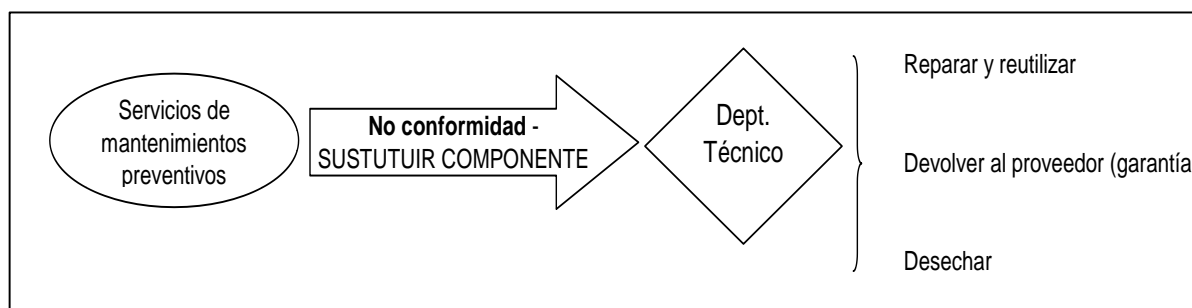 Servicios de
mantenimientos
preventivos
No conformidad -
SUSTUTUIR COMPONENTE
Dept.
Técnico
Reparar y reutilizar
Devolver al proveedor (garantía
Desechar